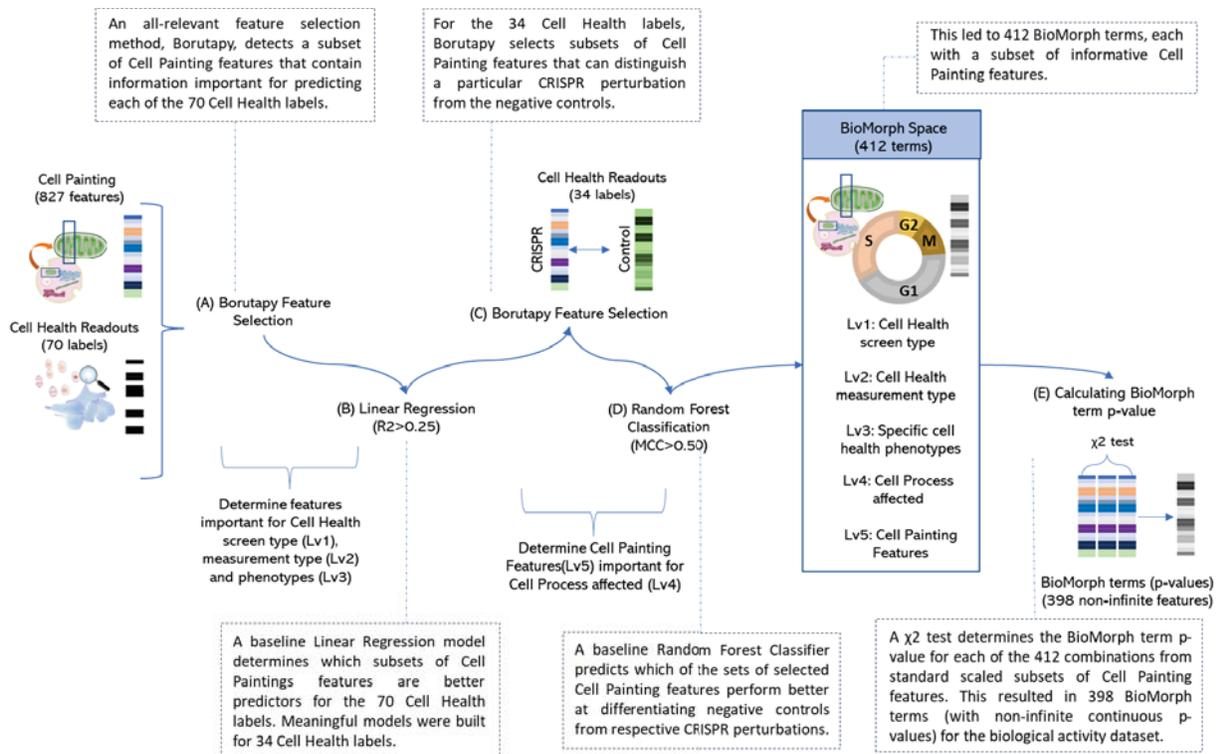 An all-relevant feature selection
method, Borutapy, detects a subset
of Cell Painting features that contain
information important for predicting
each of the 70 Cell Health labels.
For the 34 Cell Health labels,
Borutapy selects subsets of Cell
Painting features that can distinguish
a particular CRISPR perturbation
from the negative controls.
This led to 412 BioMorph terms, each
with a subset of informative Cell
Painting features.
Cell Painting
(827 features)
Cell Health Readouts
(70 labels)
(A) Borutapy Feature
Selection
(B) Linear Regression
(R2>0.25)
Determine features
important for Cell Health
screen type (Lv1),
measurement type (Lv2)
and phenotypes (Lv3)
Cell Health Readouts
(34 labels)
CRISPR
Control
(C) Borutapy Feature Selection
(D) Random Forest
Classification
(MCC>0.50)
Determine Cell Painting
Features(Lv5) important for
Cell Process affected (Lv4)
BioMorph Space
(412 terms)
G2
S
M
G1
Lv1: Cell Health
screen type
Lv2: Cell Health
measurement type
Lv3: Specific cell
health phenotypes
Lv4: Cell Process
affected
Lv5: Cell Painting
Features
(E) Calculating BioMorph
term p-value
χ2 test
BioMorph terms (p-values)
(398 non-infinite features)
A baseline Linear Regression model
determines which subsets of Cell
Paintings features are better
predictors for the 70 Cell Health
labels. Meaningful models were built
for 34 Cell Health labels.
A baseline Random Forest Classifier
predicts which of the sets of selected
Cell Painting features perform better
at differentiating negative controls
from respective CRISPR perturbations.
A χ2 test determines the BioMorph term p-
value for each of the 412 combinations from
standard scaled subsets of Cell Painting
features. This resulted in 398 BioMorph
terms (with non-infinite continuous p-
values) for the biological activity dataset.